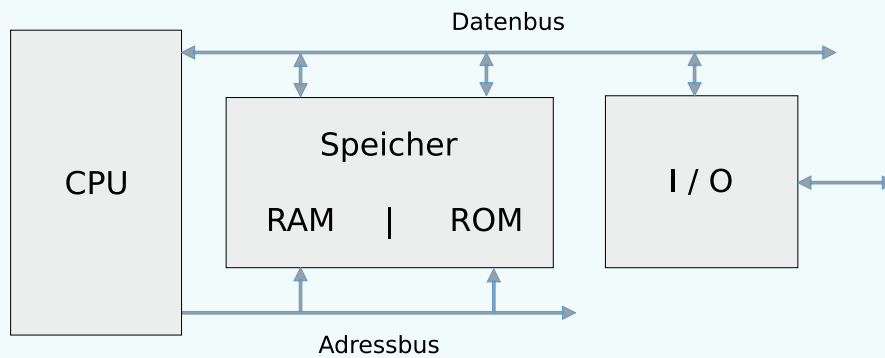 Datenbus
CPU
Speicher
RAM | ROM
I / O
Adressbus